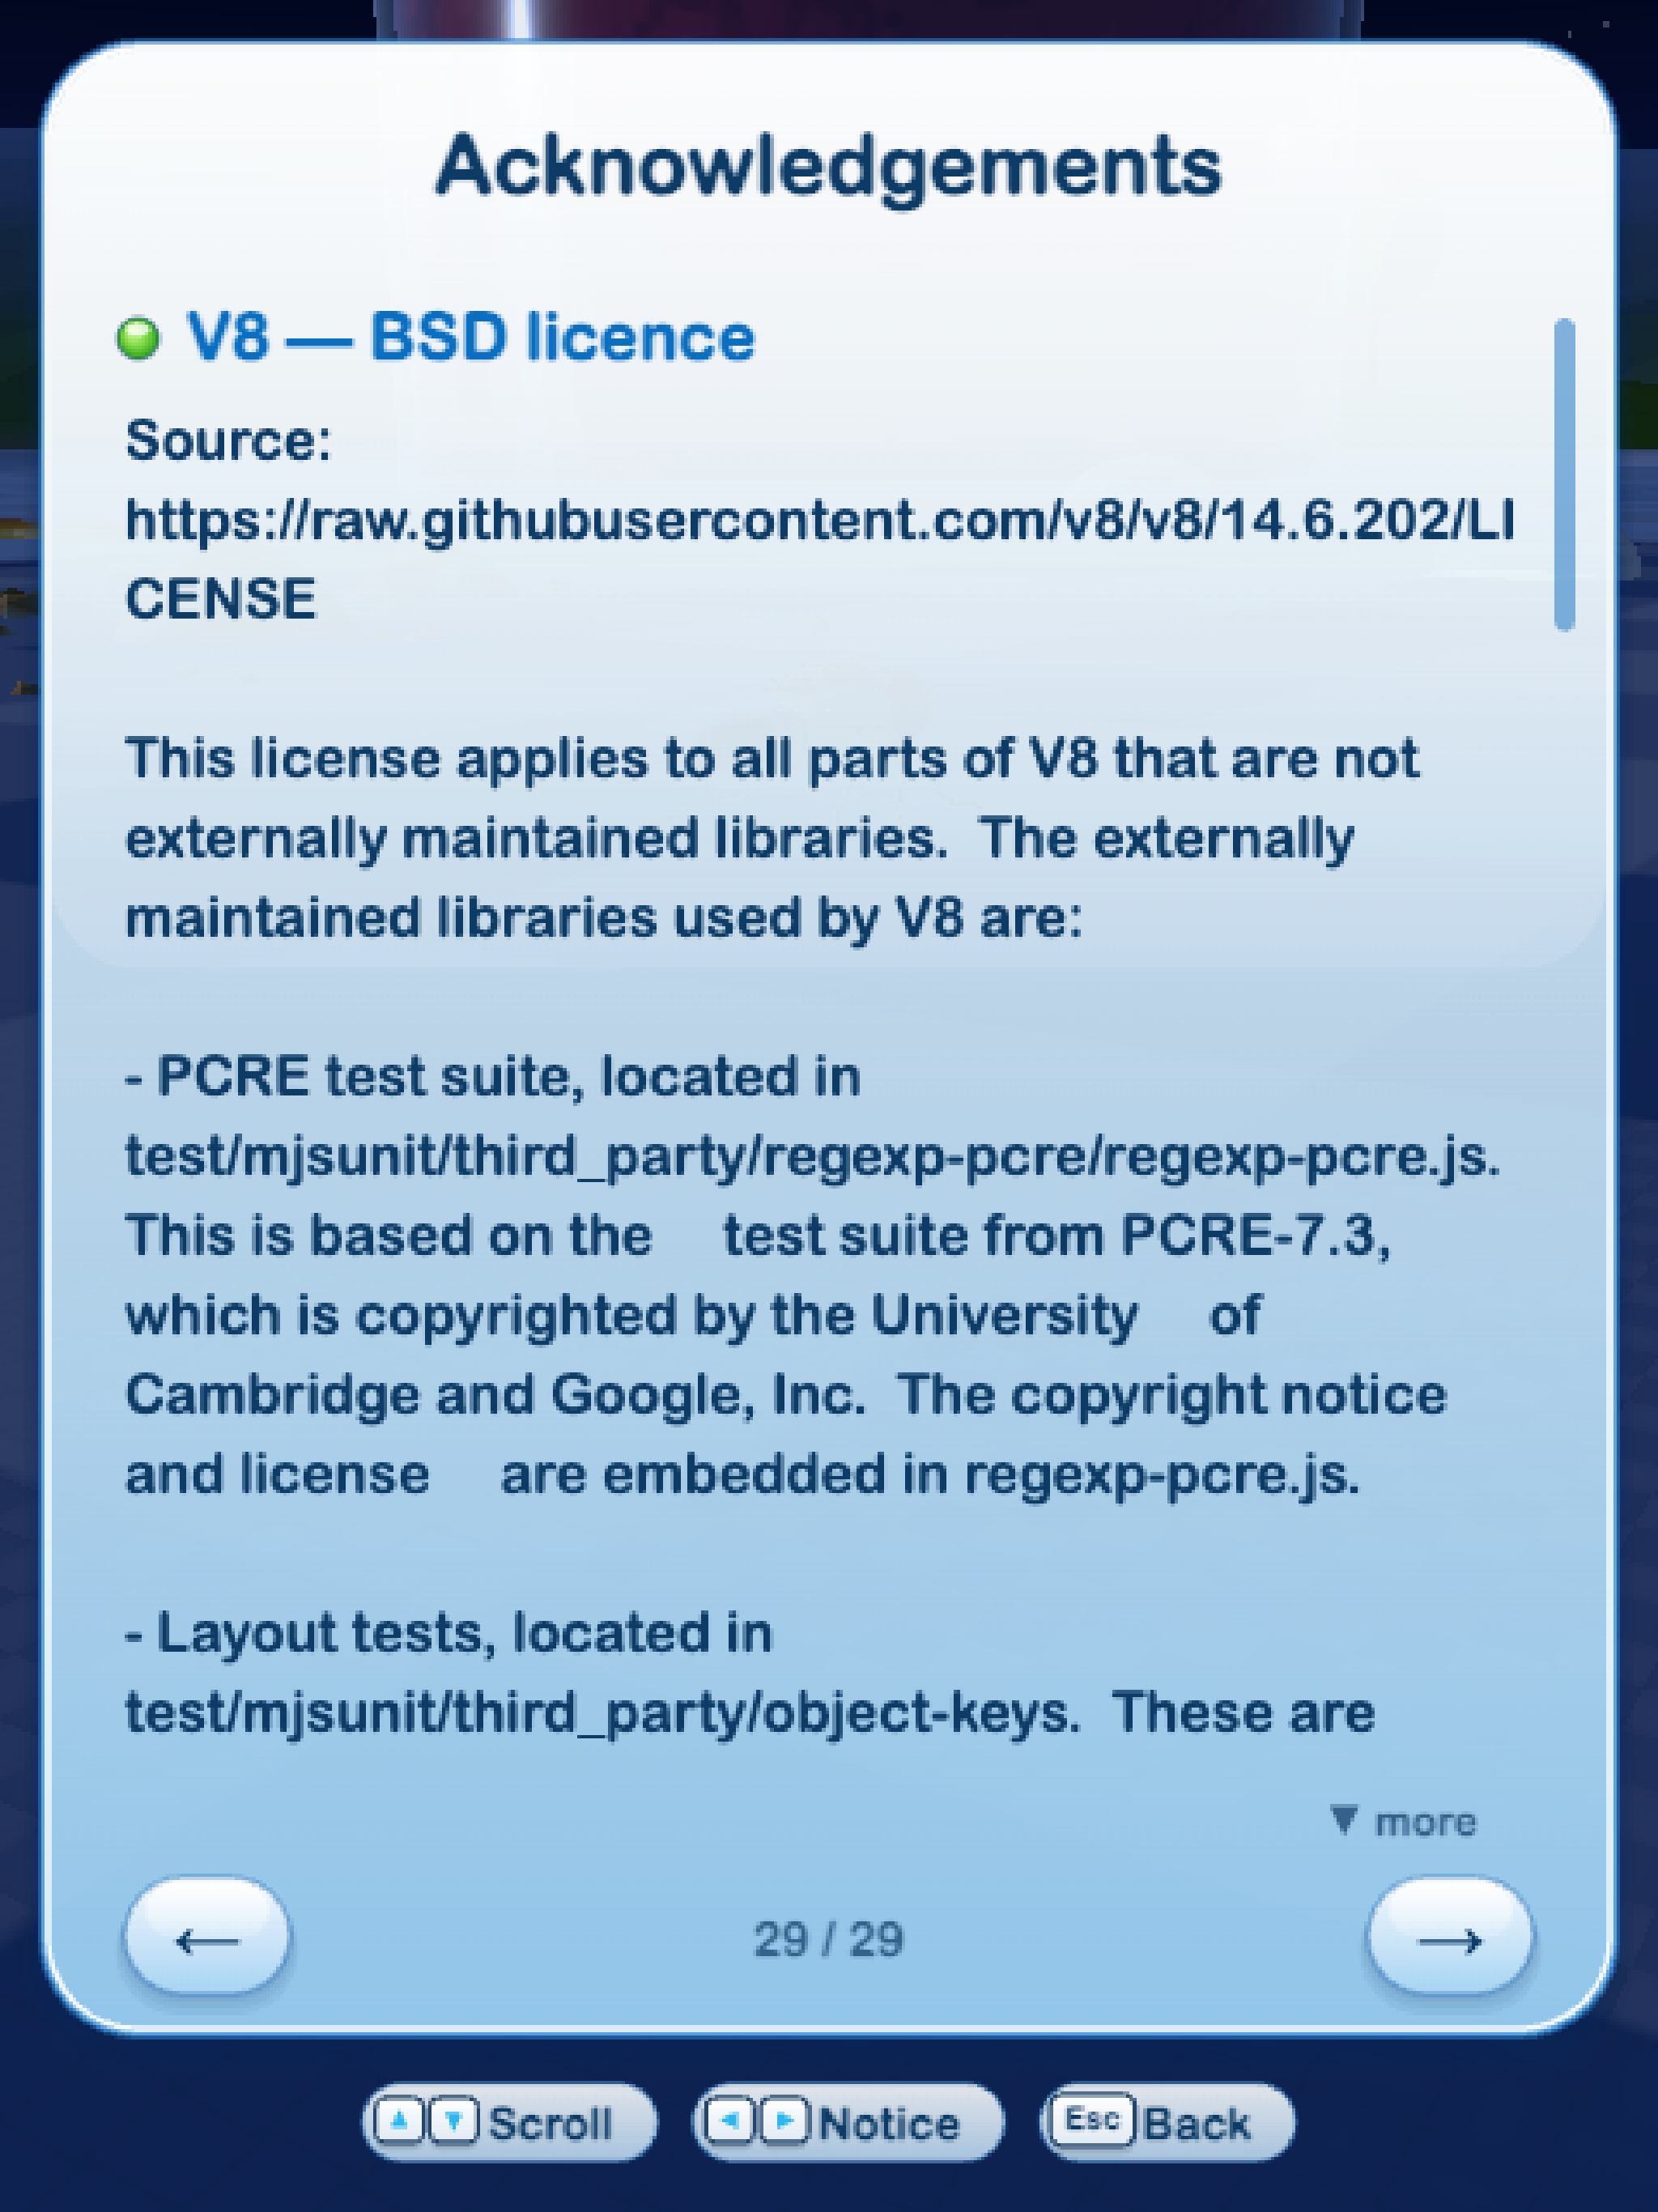 Acknowledgements
V8 — BSD licence
Source:
https://raw.githubusercontent.com/v8/v8/14.6.202/LI
CENSE
This license applies to all parts of V8 that are not
externally maintained libraries.  The externally
maintained libraries used by V8 are:
- PCRE test suite, located in
test/mjsunit/third_party/regexp-pcre/regexp-pcre.js.
This is based on the     test suite from PCRE-7.3,
which is copyrighted by the University     of
Cambridge and Google, Inc.  The copyright notice
and license     are embedded in regexp-pcre.js.
- Layout tests, located in
test/mjsunit/third_party/object-keys.  These are
▼ more
← 29 / 29 →
▲ ▼ Scroll ◄ ► Notice Esc Back